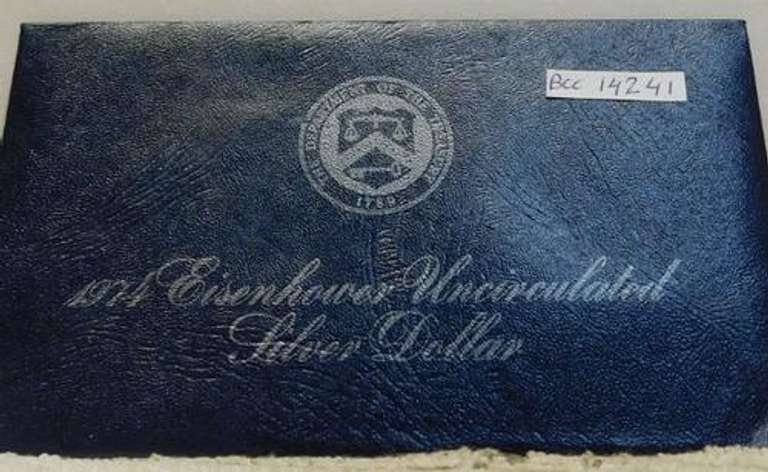 BCC 14241
THE DEPARTMENT OF THE TREASURY
1789
1974 Eisenhower Uncirculated
Silver Dollar